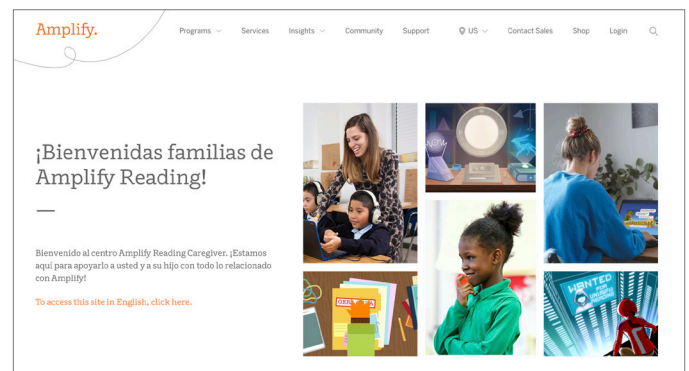 Amplify.
Programs
Services
Insights
Community
Support
US
Contact Sales
Shop
Login
¡Bienvenidas familias de
Amplify Reading!
Bienvenido al centro Amplify Reading Caregiver. ¡Estamos
aquí para apoyarlo a usted y a su hijo con todo lo relacionado
con Amplify!
To access this site in English, click here.
WANTED